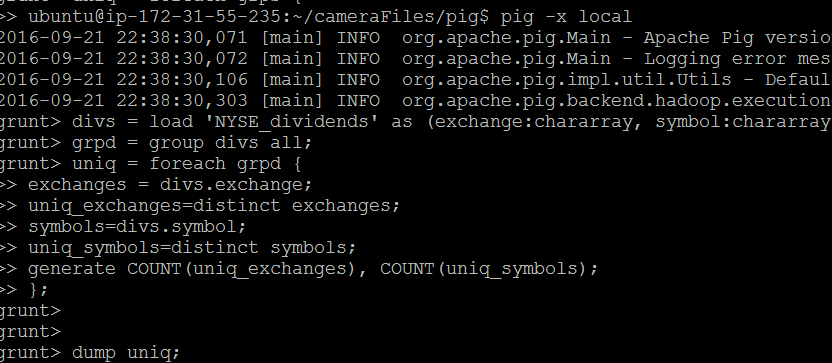 >> ubuntu@ip-172-31-55-235:~/cameraFiles/pig$ pig -x local
2016-09-21 22:38:30,071 [main] INFO org.apache.pig.Main - Apache Pig versio
2016-09-21 22:38:30,072 [main] INFO org.apache.pig.Main - Logging error mes
2016-09-21 22:38:30,106 [main] INFO org.apache.pig.impl.util.Utils - Defaul
2016-09-21 22:38:30,303 [main] INFO org.apache.pig.backend.hadoop.execution
grunt> divs = load 'NYSE_dividends' as (exchange:chararray, symbol:chararray
grunt> grpd = group divs all;
grunt> uniq = foreach grpd {
>> exchanges = divs.exchange;
>> uniq_exchanges=distinct exchanges;
>> symbols=divs.symbol;
>> uniq_symbols=distinct symbols;
>> generate COUNT(uniq_exchanges), COUNT(uniq_symbols);
>> };
grunt>
grunt>
grunt> dump uniq;